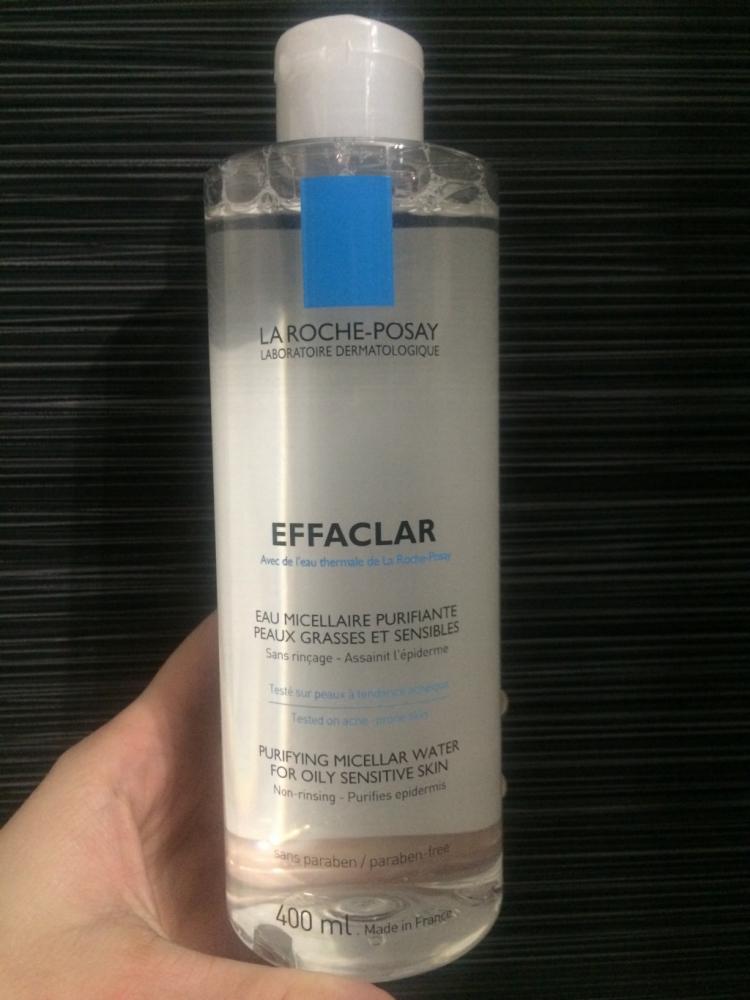 LA ROCHE-POSAY
LABORATOIRE DERMATOLOGIQUE
EFFACLAR
Avec de l'eau thermale de La Roche-Posay
EAU MICELLAIRE PURIFIANTE
PEAUX GRASSES ET SENSIBLES
Sans rinçage - Assainit l'épiderme
Testé sur peaux à tendance acnéique
Tested on acne-prone skin
PURIFYING MICELLAR WATER
FOR OILY SENSITIVE SKIN
Non-rinsing - Purifies epidermis
sans paraben / paraben-free
400 ml. Made in France